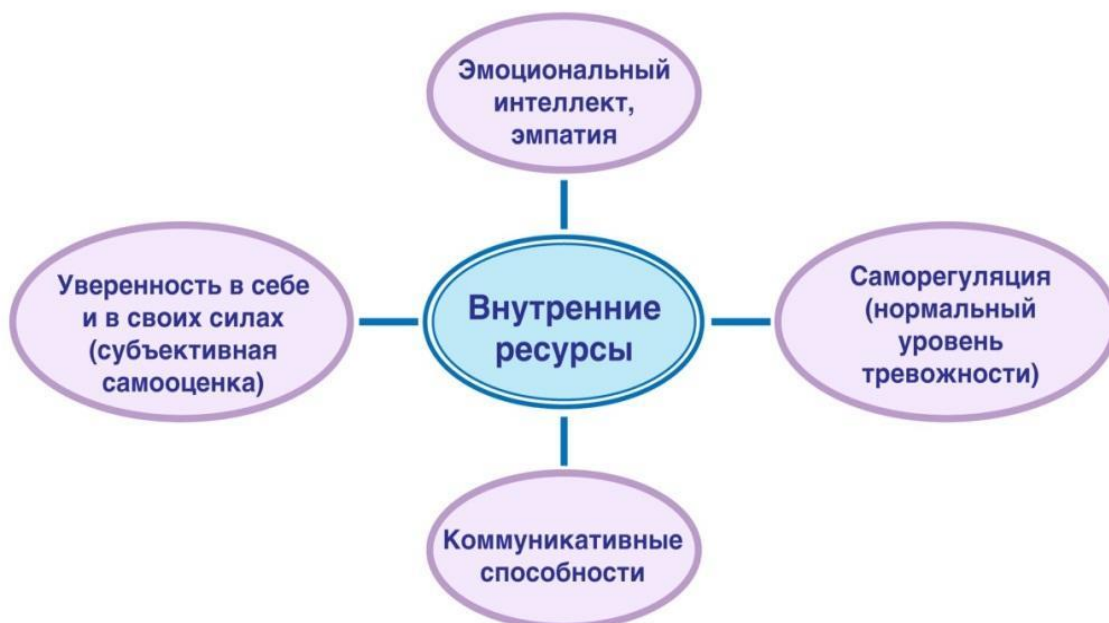 Эмоциональный
интеллект,
эмпатия
Уверенность в себе
и в своих силах
(субъективная
самооценка)
Внутренние
ресурсы
Саморегуляция
(нормальный
уровень
тревожности)
Коммуникативные
способности